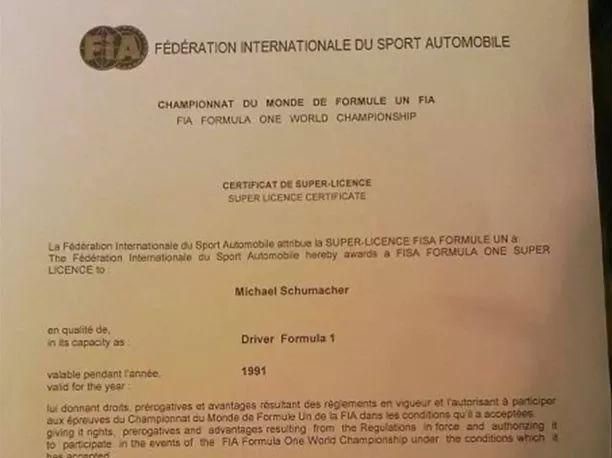 FiA FÉDÉRATION INTERNATIONALE DU SPORT AUTOMOBILE
CHAMPIONNAT DU MONDE DE FORMULE UN FIA
FIA FORMULA ONE WORLD CHAMPIONSHIP
CERTIFICAT DE SUPER-LICENCE
SUPER LICENCE CERTIFICATE
La Fédération Internationale du Sport Automobile attribue la SUPER-LICENCE FISA FORMULE UN à
The Fédération Internationale du Sport Automobile hereby awards a FISA FORMULA ONE SUPER
LICENCE to :
Michael Schumacher
en qualité de,
in its capacity as :
Driver Formula 1
valable pendant l'année,
valid for the year :
1991
lui donnant droits, prérogatives et avantages résultant des règlements en vigueur et l'autorisant à participer
aux épreuves du Championnat du Monde de Formule Un de la FIA dans les conditions qu'il a acceptées.
giving it rights, prerogatives and advantages resulting from the Regulations in force and authorizing it
to participate in the events of the FIA Formula One World Championship under the conditions which it
has accepted